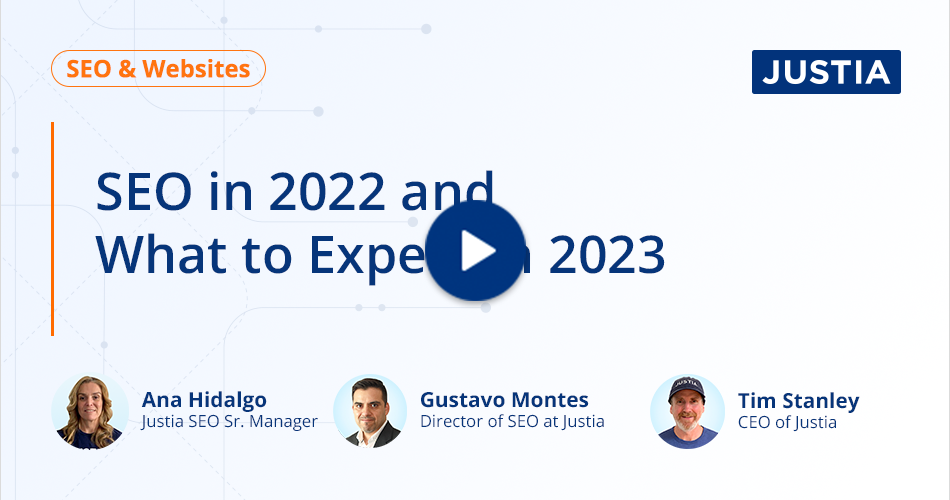 SEO & Websites
JUSTIA
SEO in 2022 and
What to Expe 2023
JUSTIA
Ana Hidalgo
Justia SEO Sr. Manager
Gustavo Montes
Director of SEO at Justia
Tim Stanley
CEO of Justia